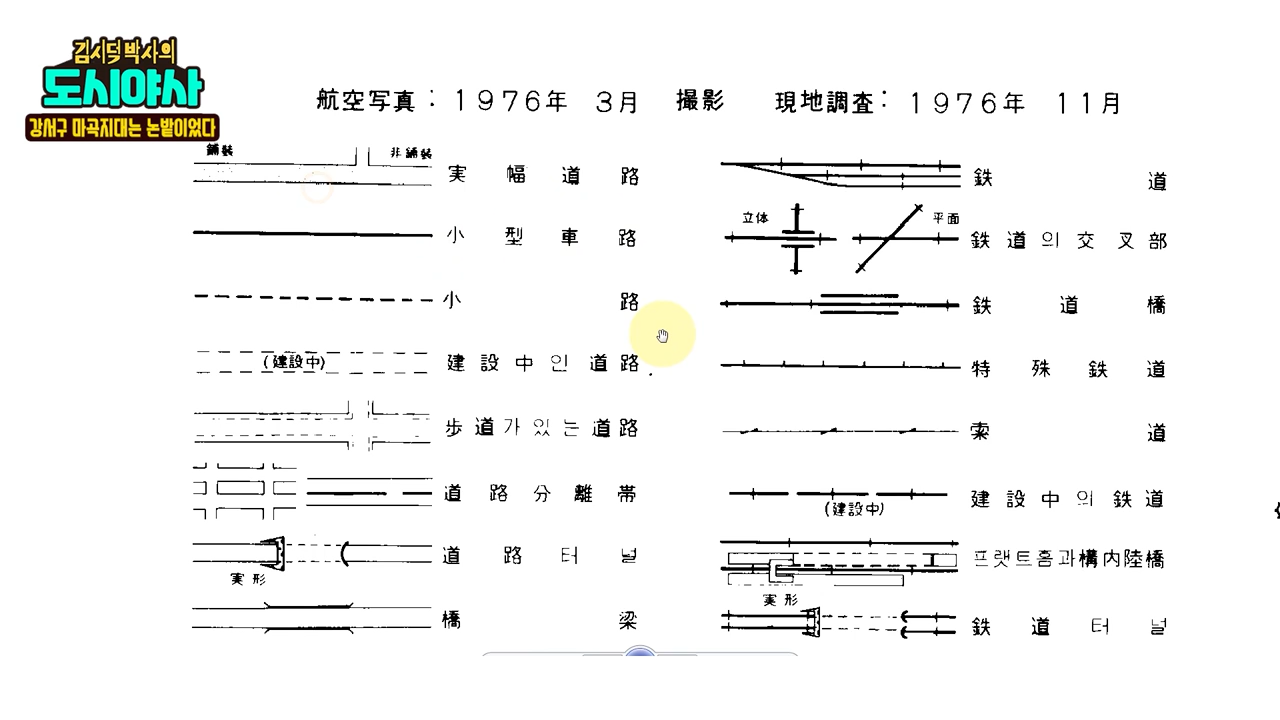 김시덕 박사의
도시야사
강서구 마곡지대는 논밭이었다
航空写真 : 1976年 3月 撮影 現地調査: 1976年 11月
舗装 非舗装
実幅道路
小型車路
小路
(建設中)
建設中인道路
歩道가있는道路
道路分離帯
道路터널
実形
橋梁
鉄道
立体 平面
鉄道의交叉部
鉄道橋
特殊鉄道
索道
建設中의鉄道
(建設中)
프랫트홈과構内陸橋
実形
鉄道터널